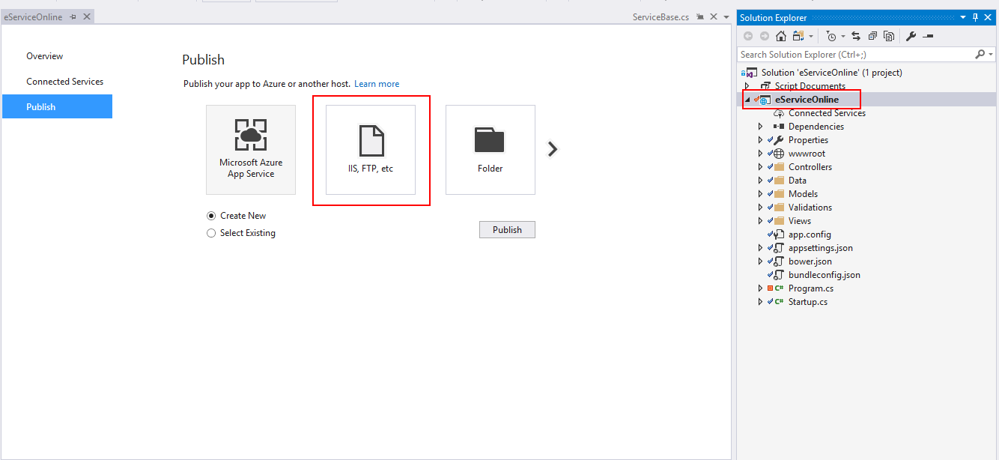 eServiceOnline
ServiceBase.cs
Overview
Connected Services
Publish
Publish
Publish your app to Azure or another host. Learn more
Microsoft Azure
App Service
IIS, FTP, etc
Folder
Create New
Select Existing
Publish
Solution Explorer
Search Solution Explorer (Ctrl+;)
Solution 'eServiceOnline' (1 project)
Script Documents
eServiceOnline
Connected Services
Dependencies
Properties
wwwroot
Controllers
Data
Models
Validations
Views
app.config
appsettings.json
bower.json
bundleconfig.json
C# Program.cs
C# Startup.cs